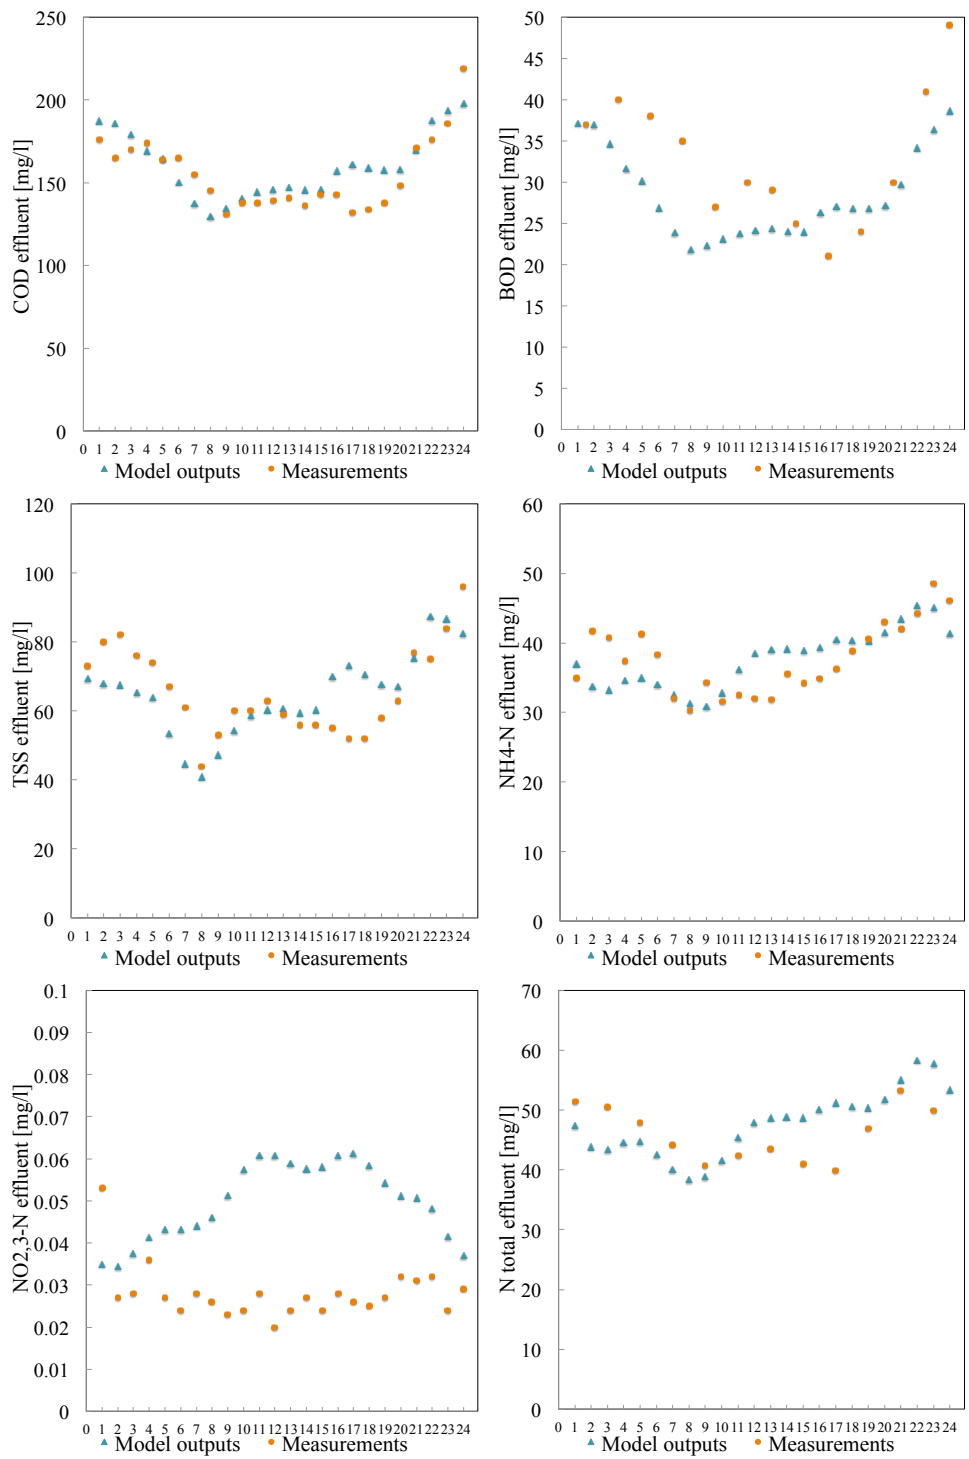 COD effluent [mg/l]
250
200
150
100
50
0
0 1 2 3 4 5 6 7 8 9 10 11 12 13 14 15 16 17 18 19 20 21 22 23 24
Model outputs Measurements
BOD effluent [mg/l]
50
45
40
35
30
25
20
15
10
5
0
0 1 2 3 4 5 6 7 8 9 10 11 12 13 14 15 16 17 18 19 20 21 22 23 24
Model outputs Measurements
TSS effluent [mg/l]
120
100
80
60
40
20
0
0 1 2 3 4 5 6 7 8 9 10 11 12 13 14 15 16 17 18 19 20 21 22 23 24
Model outputs Measurements
NH4-N effluent [mg/l]
60
50
40
30
20
10
0
0 1 2 3 4 5 6 7 8 9 10 11 12 13 14 15 16 17 18 19 20 21 22 23 24
Model outputs Measurements
NO2,3-N effluent [mg/l]
0.1
0.09
0.08
0.07
0.06
0.05
0.04
0.03
0.02
0.01
0
0 1 2 3 4 5 6 7 8 9 10 11 12 13 14 15 16 17 18 19 20 21 22 23 24
Model outputs Measurements
N total effluent [mg/l]
70
60
50
40
30
20
10
0
0 1 2 3 4 5 6 7 8 9 10 11 12 13 14 15 16 17 18 19 20 21 22 23 24
Model outputs Measurements